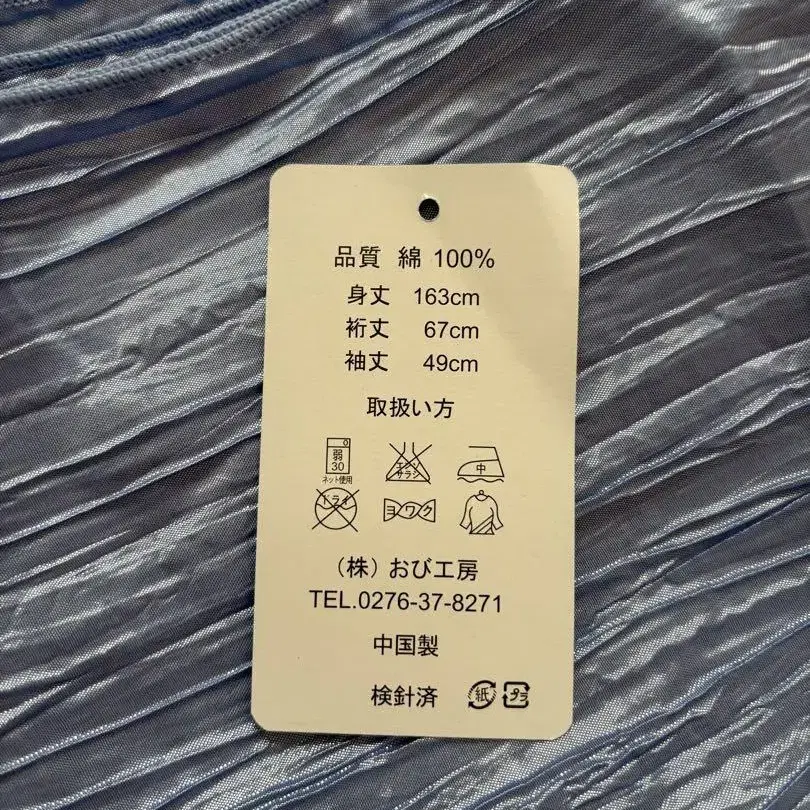 品質 綿 100%
身丈 163cm
裄丈 67cm
袖丈 49cm
取扱い方
弱
30
ネット使用
エンソ
サラシ
中
ドライ
ヨワク
（株）おび工房
TEL.0276-37-8271
中国製
検針済 紙 プラ